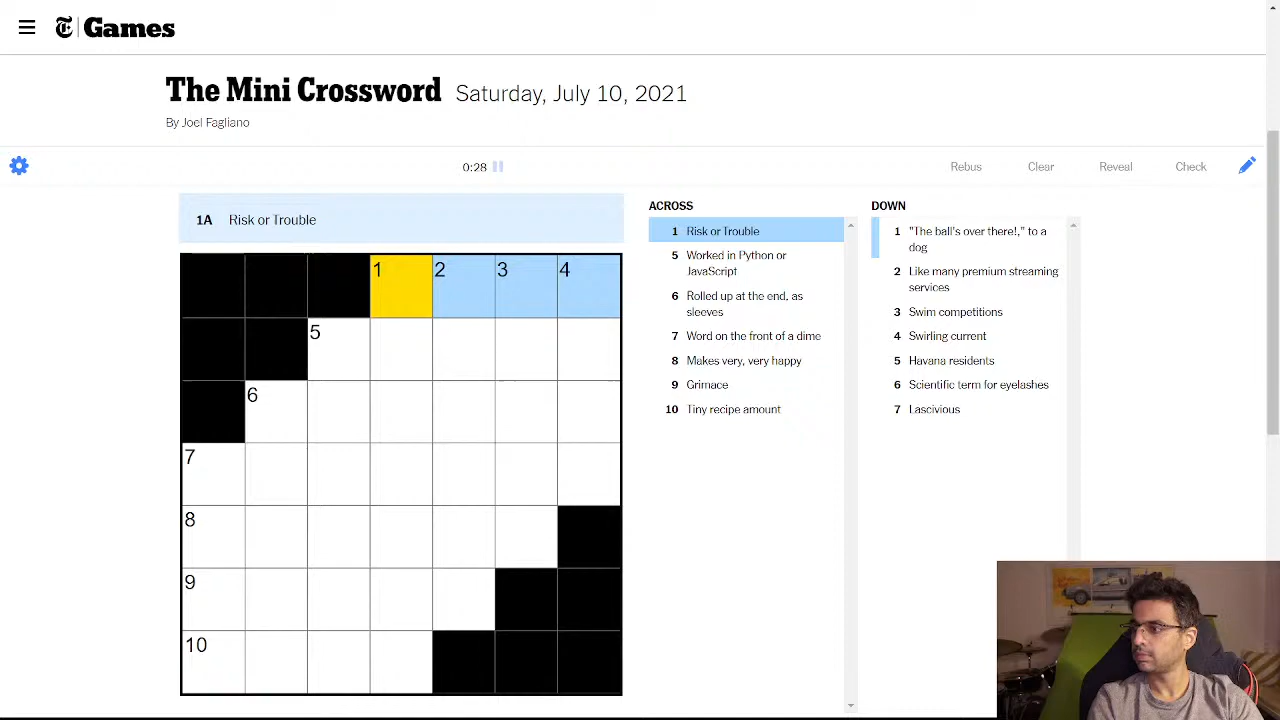 Games
The Mini Crossword Saturday, July 10, 2021
By Joel Fagliano
0:28
Rebus Clear Reveal Check
1A Risk or Trouble
1 2 3 4
5
6
7
8
9
10
ACROSS
1 Risk or Trouble
5 Worked in Python or
JavaScript
6 Rolled up at the end, as
sleeves
7 Word on the front of a dime
8 Makes very, very happy
9 Grimace
10 Tiny recipe amount
DOWN
1 "The ball's over there!," to a
dog
2 Like many premium streaming
services
3 Swim competitions
4 Swirling current
5 Havana residents
6 Scientific term for eyelashes
7 Lascivious